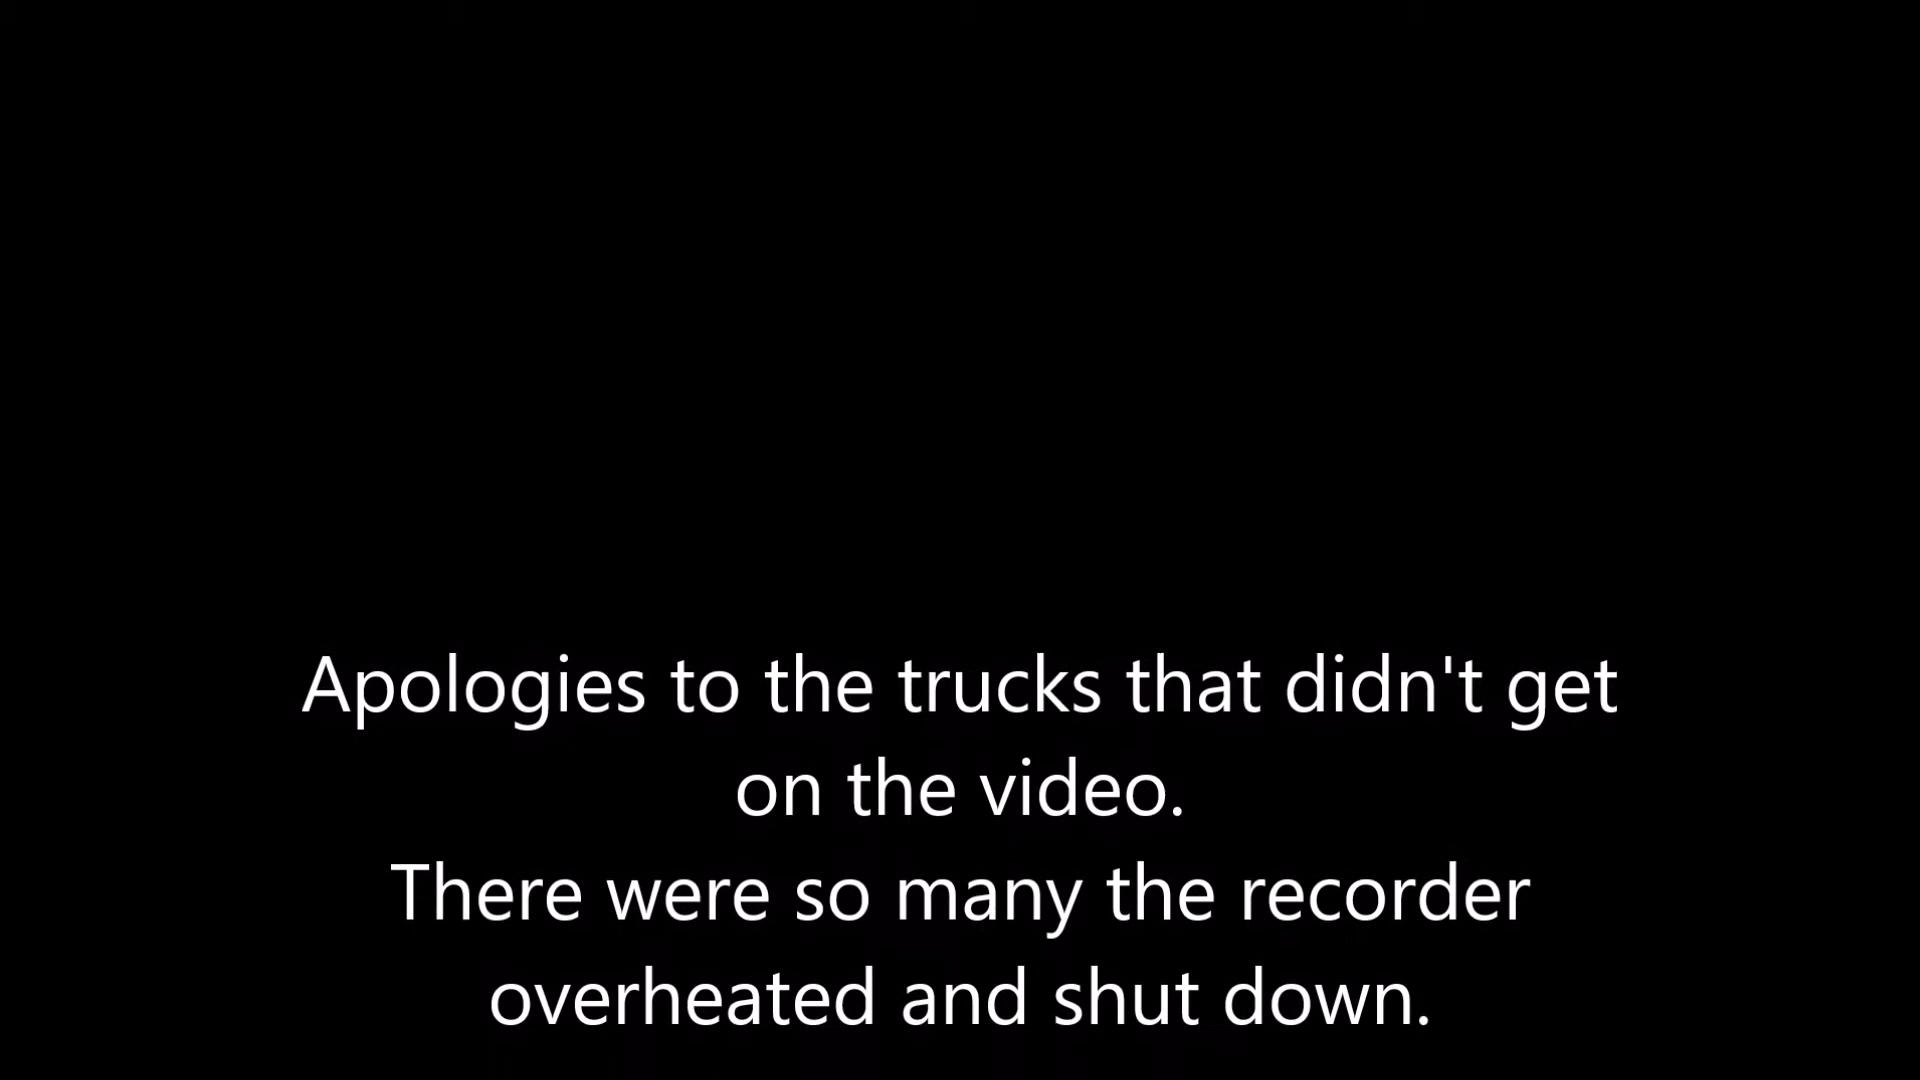 Apologies to the trucks that didn't get
on the video.
There were so many the recorder
overheated and shut down.